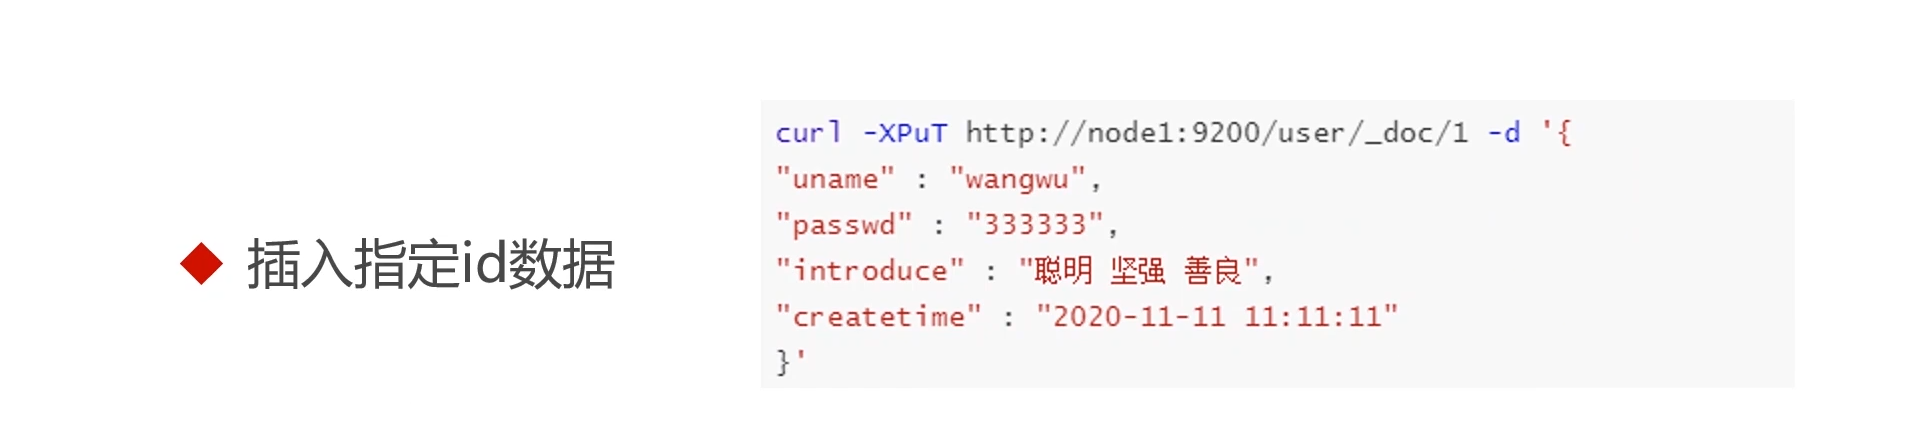 插入指定id数据
curl -XPuT http://node1:9200/user/_doc/1 -d '{
"uname" : "wangwu",
"passwd" : "333333",
"introduce" : "聪明 坚强 善良",
"createtime" : "2020-11-11 11:11:11"
}'